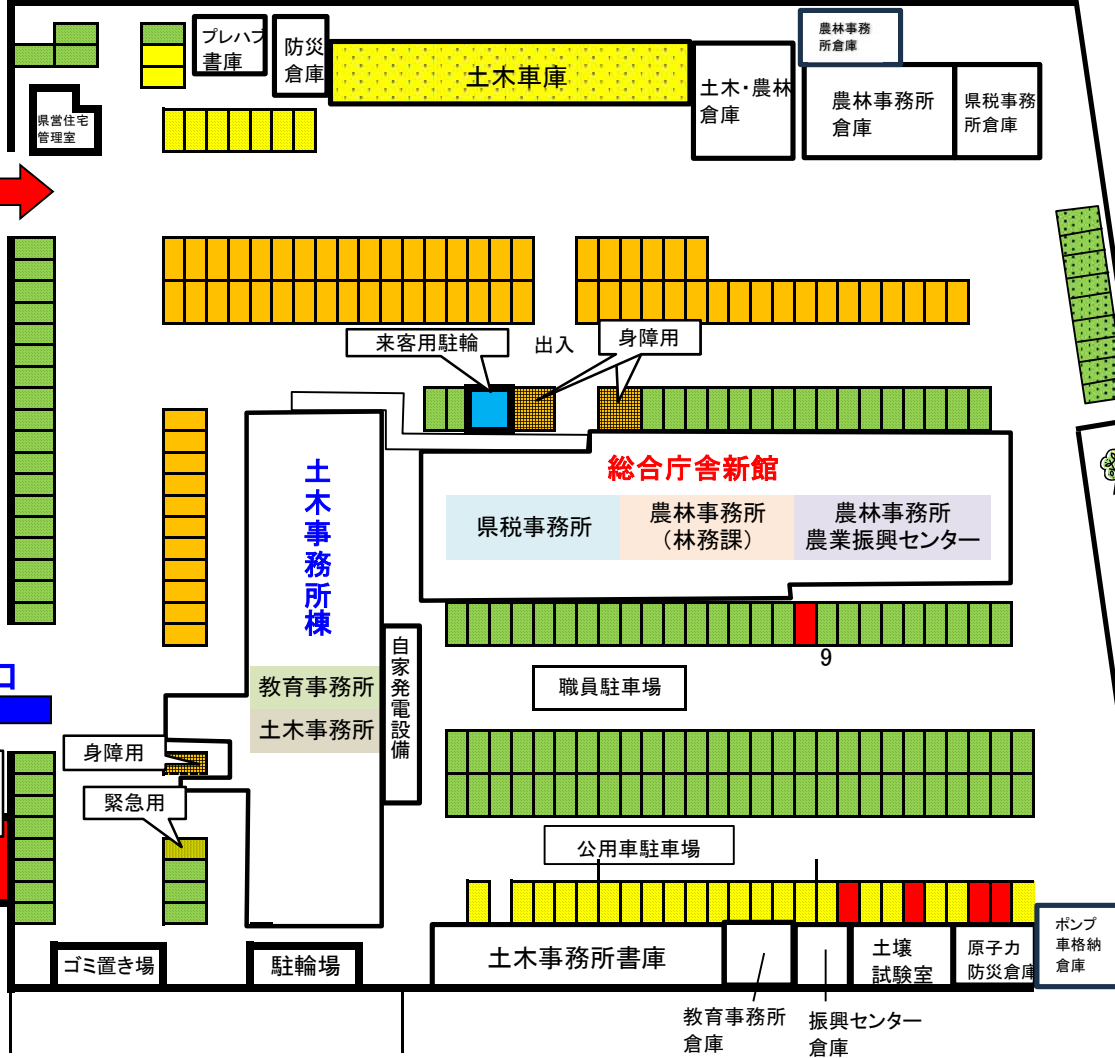 プレハブ
書庫
防災
倉庫
土木車庫
土木・農林
倉庫
農林事務
所倉庫
農林事務所
倉庫
県税事務
所倉庫
県営住宅
管理室
来客用駐輪
出入
身障用
土木事務所棟
総合庁舎新館
県税事務所
農林事務所
（林務課）
農林事務所
農業振興センター
9
自家発電設備
教育事務所
土木事務所
職員駐車場
口
身障用
緊急用
公用車駐車場
ゴミ置き場
駐輪場
土木事務所書庫
土壌
試験室
原子力
防災倉庫
ポンプ
車格納
倉庫
教育事務所
倉庫
振興センター
倉庫